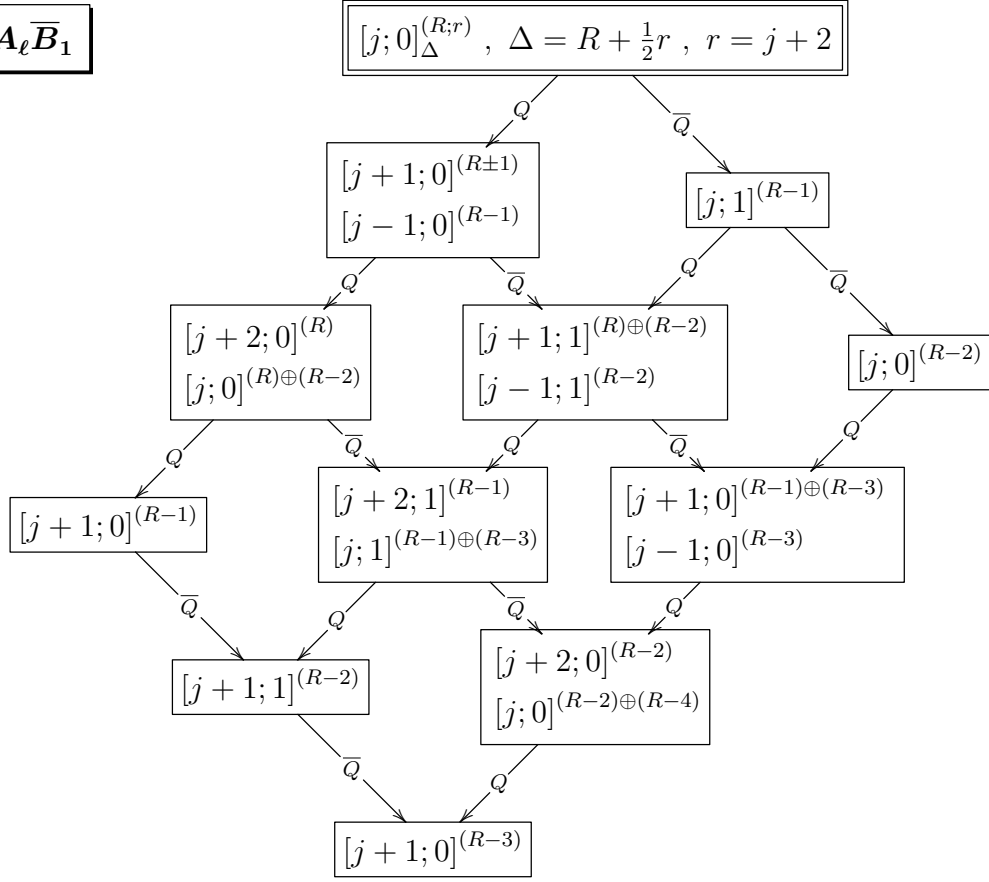 A_ℓ B̅_1
[j; 0]_Δ^{(R;r)} , Δ = R + ½r , r = j + 2
Q Q̅
[j + 1; 0]^{(R±1)}
[j − 1; 0]^{(R−1)}
[j; 1]^{(R−1)}
Q Q̅ Q Q̅
[j + 2; 0]^{(R)}
[j; 0]^{(R)⊕(R−2)}
[j + 1; 1]^{(R)⊕(R−2)}
[j − 1; 1]^{(R−2)}
[j; 0]^{(R−2)}
Q Q̅ Q Q̅ Q
[j + 1; 0]^{(R−1)}
[j + 2; 1]^{(R−1)}
[j; 1]^{(R−1)⊕(R−3)}
[j + 1; 0]^{(R−1)⊕(R−3)}
[j − 1; 0]^{(R−3)}
Q̅ Q Q̅ Q
[j + 1; 1]^{(R−2)}
[j + 2; 0]^{(R−2)}
[j; 0]^{(R−2)⊕(R−4)}
Q̅ Q
[j + 1; 0]^{(R−3)}